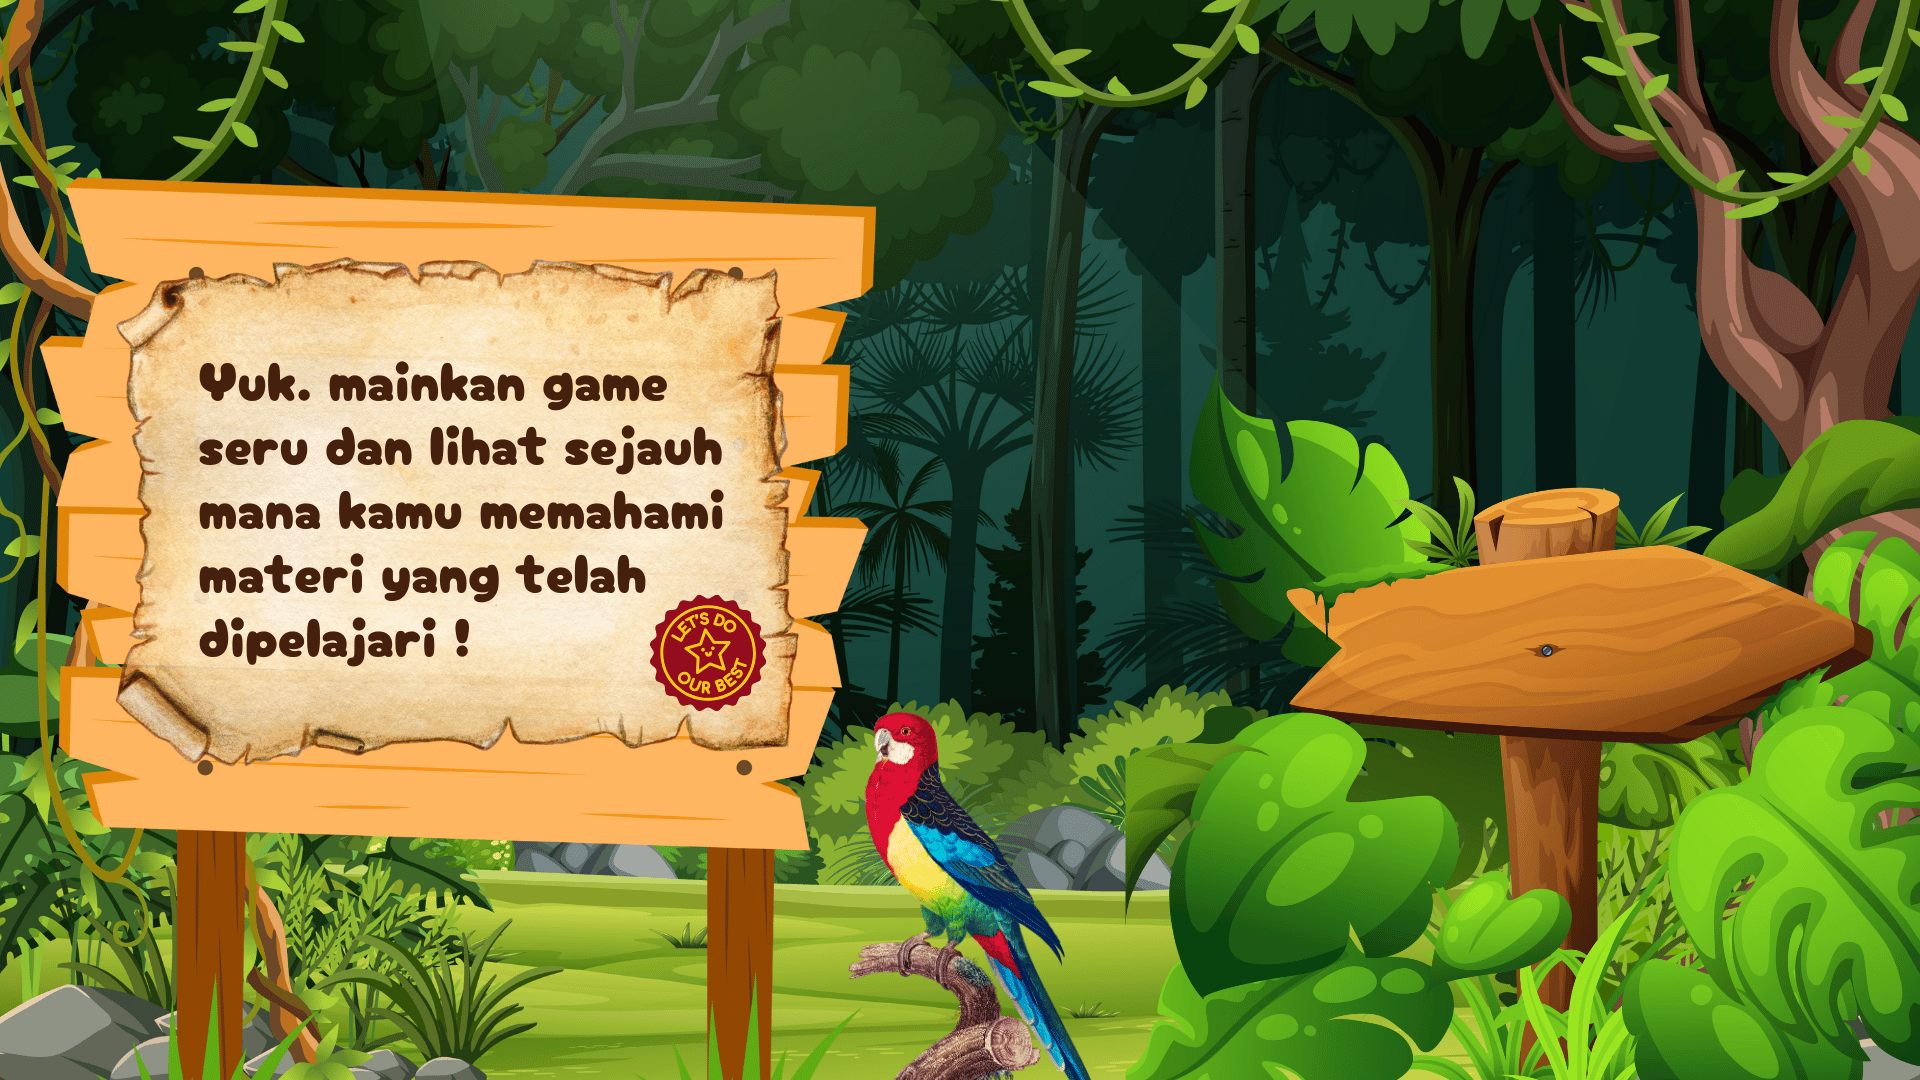 Yuk. mainkan game
seru dan lihat sejauh
mana kamu memahami
materi yang telah
dipelajari !
LET'S DO
OUR BEST